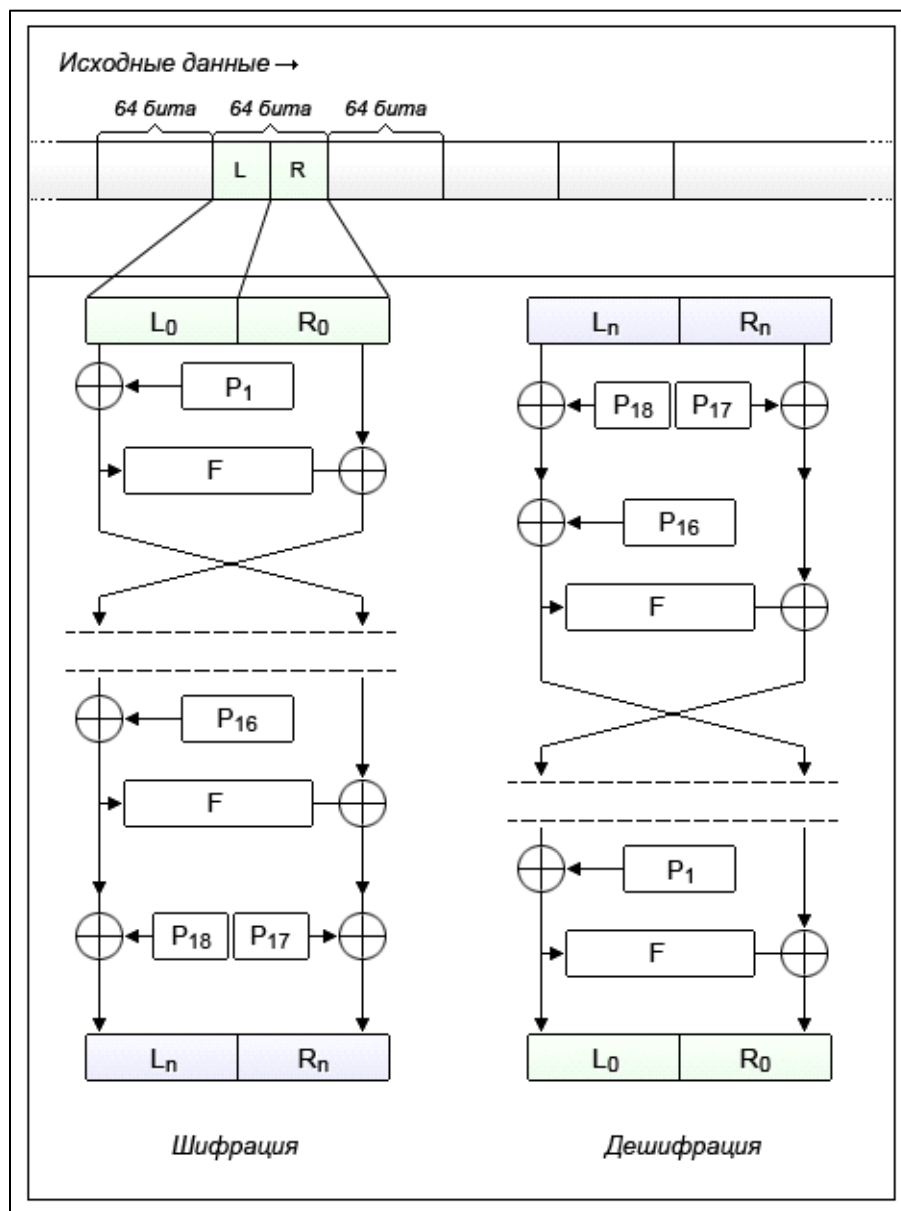 Исходные данные →
64 бита 64 бита 64 бита
L R
L₀ R₀
P₁
F
P₁₆
F
P₁₈ P₁₇
Lₙ Rₙ
Шифрация
Lₙ Rₙ
P₁₈ P₁₇
P₁₆
F
P₁
F
L₀ R₀
Дешифрация